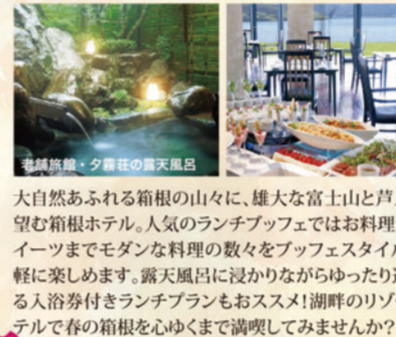 老舗旅館・夕霧荘の露天風呂
大自然あふれる箱根の山々に、雄大な富士山と芦
望む箱根ホテル。人気のランチブッフェではお料理
イーツまでモダンな料理の数々をブッフェスタイ
軽に楽しめます。露天風呂に浸かりながらゆったり
る入浴券付きランチプランもおススメ!湖畔のリゾ
テルで春の箱根を心ゆくまで満喫してみませんか?